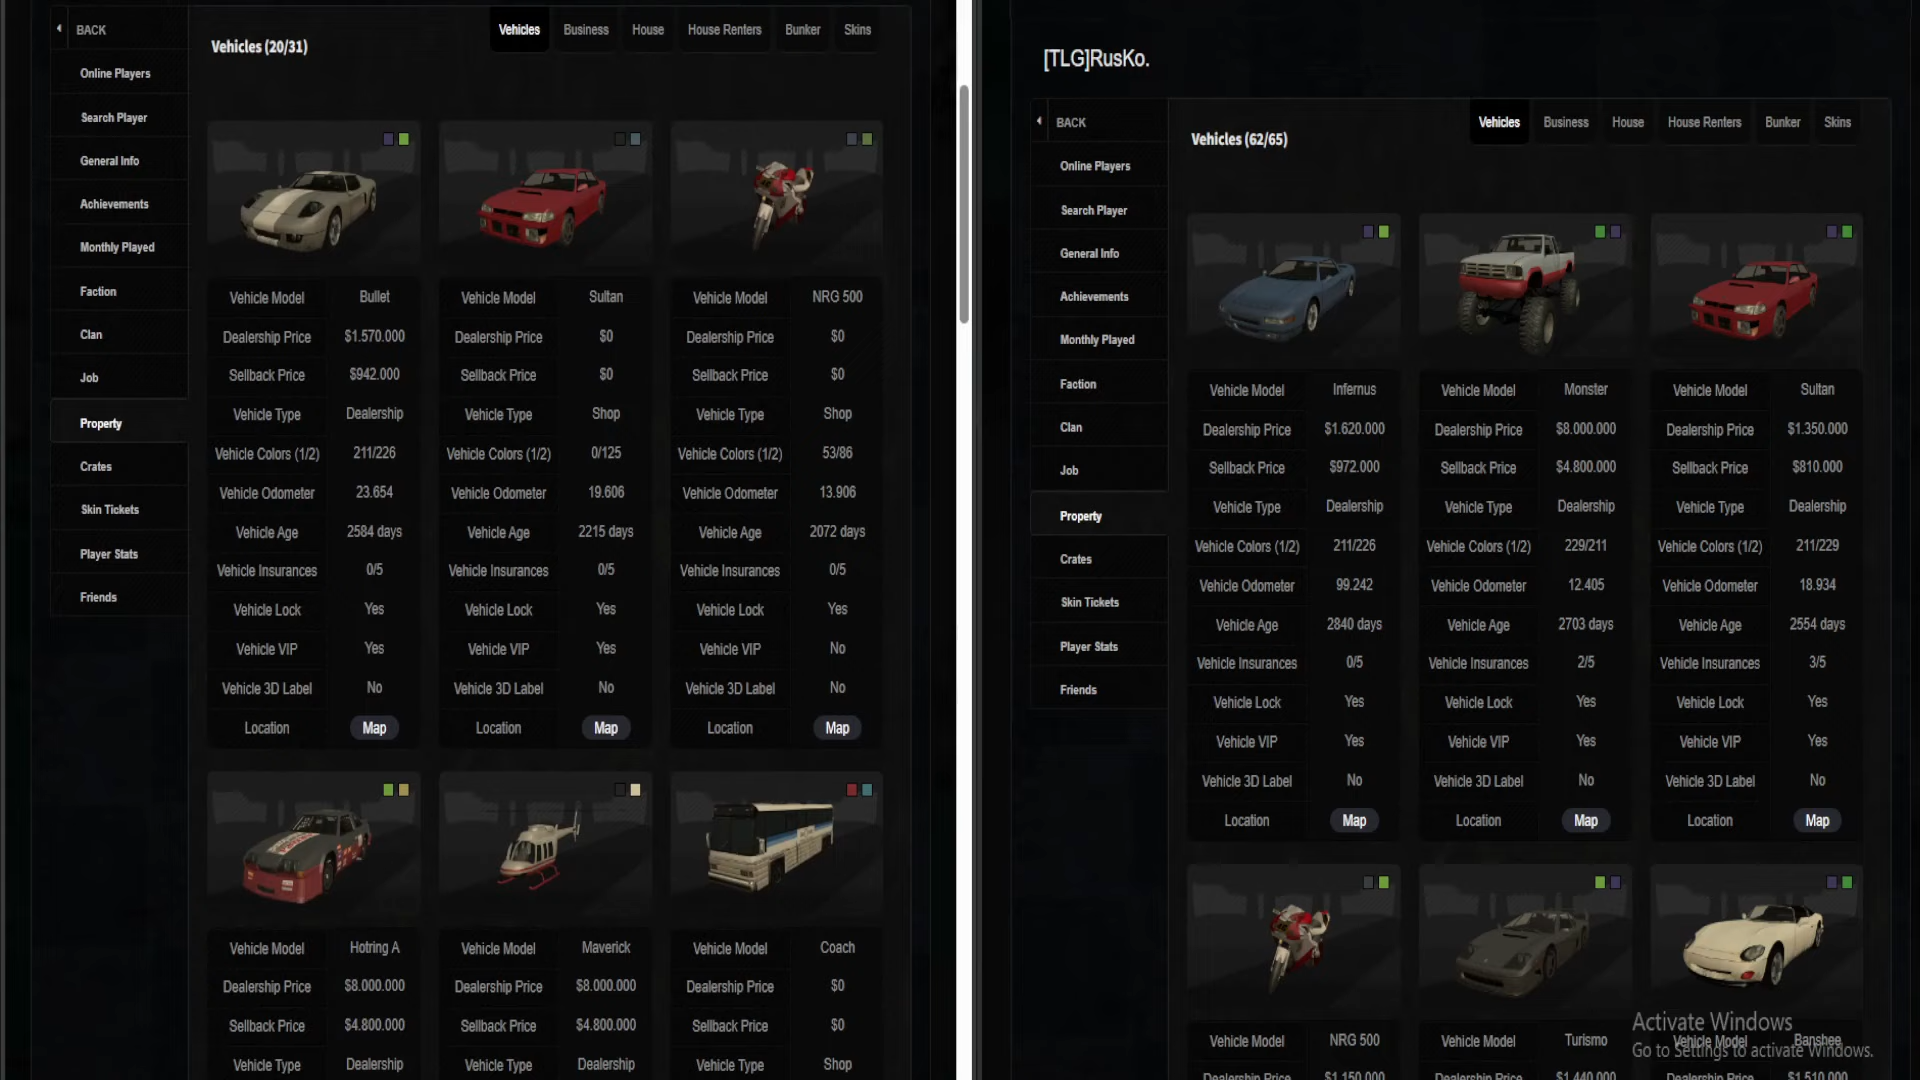 BACK
Online Players
Search Player
General Info
Achievements
Monthly Played
Faction
Clan
Job
Property
Crates
Skin Tickets
Player Stats
Friends
Vehicles (20/31)
Vehicles Business House House Renters Bunker Skins
Vehicle Model Bullet
Dealership Price $1.570.000
Sellback Price $942.000
Vehicle Type Dealership
Vehicle Colors (1/2) 211/226
Vehicle Odometer 23.654
Vehicle Age 2584 days
Vehicle Insurances 0/5
Vehicle Lock Yes
Vehicle VIP Yes
Vehicle 3D Label No
Location Map
Vehicle Model Sultan
Dealership Price $0
Sellback Price $0
Vehicle Type Shop
Vehicle Colors (1/2) 0/125
Vehicle Odometer 19.606
Vehicle Age 2215 days
Vehicle Insurances 0/5
Vehicle Lock Yes
Vehicle VIP Yes
Vehicle 3D Label No
Location Map
Vehicle Model NRG 500
Dealership Price $0
Sellback Price $0
Vehicle Type Shop
Vehicle Colors (1/2) 53/86
Vehicle Odometer 13.906
Vehicle Age 2072 days
Vehicle Insurances 0/5
Vehicle Lock Yes
Vehicle VIP No
Vehicle 3D Label No
Location Map
Vehicle Model Hotring A
Dealership Price $8.000.000
Sellback Price $4.800.000
Vehicle Type Dealership
Vehicle Model Maverick
Dealership Price $8.000.000
Sellback Price $4.800.000
Vehicle Type Dealership
Vehicle Model Coach
Dealership Price $0
Sellback Price $0
Vehicle Type Shop
[TLG]RusKo.
BACK
Online Players
Search Player
General Info
Achievements
Monthly Played
Faction
Clan
Job
Property
Crates
Skin Tickets
Player Stats
Friends
Vehicles (62/65)
Vehicles Business House House Renters Bunker Skins
Vehicle Model Infernus
Dealership Price $1.620.000
Sellback Price $972.000
Vehicle Type Dealership
Vehicle Colors (1/2) 211/226
Vehicle Odometer 99.242
Vehicle Age 2840 days
Vehicle Insurances 0/5
Vehicle Lock Yes
Vehicle VIP Yes
Vehicle 3D Label No
Location Map
Vehicle Model Monster
Dealership Price $8.000.000
Sellback Price $4.800.000
Vehicle Type Dealership
Vehicle Colors (1/2) 229/211
Vehicle Odometer 12.405
Vehicle Age 2703 days
Vehicle Insurances 2/5
Vehicle Lock Yes
Vehicle VIP Yes
Vehicle 3D Label No
Location Map
Vehicle Model Sultan
Dealership Price $1.350.000
Sellback Price $810.000
Vehicle Type Dealership
Vehicle Colors (1/2) 211/229
Vehicle Odometer 18.934
Vehicle Age 2554 days
Vehicle Insurances 3/5
Vehicle Lock Yes
Vehicle VIP Yes
Vehicle 3D Label No
Location Map
Vehicle Model NRG 500
Dealership Price $1.150.000
Vehicle Model Turismo
Dealership Price $1.440.000
Vehicle Model Banshee
Dealership Price $1.510.000
Activate Windows
Go to Settings to activate Windows.